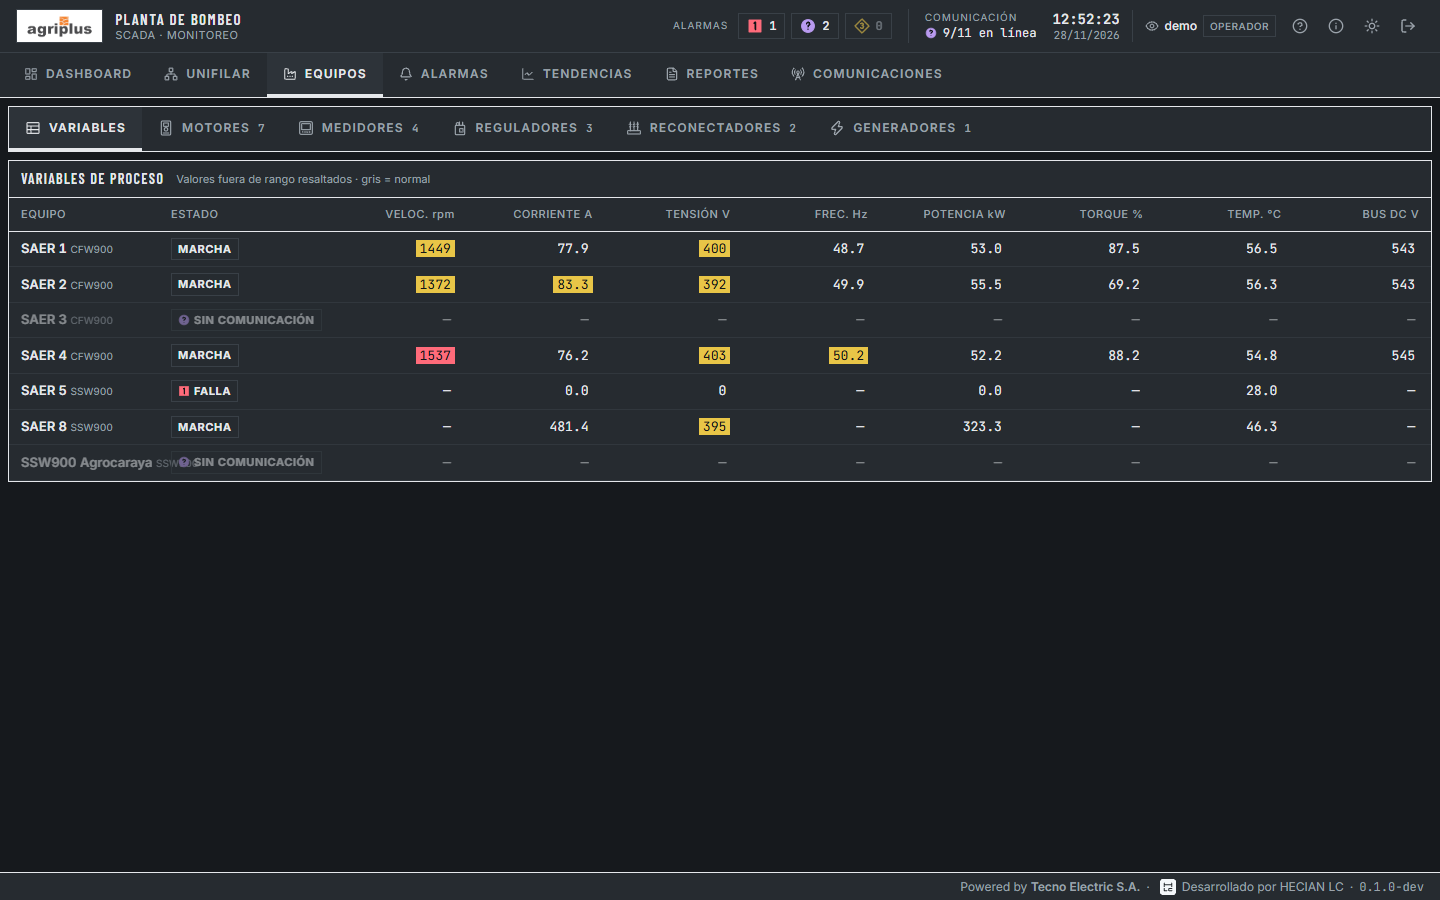 agriplus
PLANTA DE BOMBEO
SCADA · MONITOREO
ALARMAS 1 1 ? 2 3 0
COMUNICACIÓN
? 9/11 en línea
12:52:23
28/11/2026
demo OPERADOR
DASHBOARD UNIFILAR EQUIPOS ALARMAS TENDENCIAS REPORTES COMUNICACIONES
VARIABLES MOTORES 7 MEDIDORES 4 REGULADORES 3 RECONECTADORES 2 GENERADORES 1
VARIABLES DE PROCESO Valores fuera de rango resaltados · gris = normal
EQUIPO ESTADO VELOC. rpm CORRIENTE A TENSIÓN V FREC. Hz POTENCIA kW TORQUE % TEMP. °C BUS DC V
SAER 1 CFW900 MARCHA 1449 77.9 400 48.7 53.0 87.5 56.5 543
SAER 2 CFW900 MARCHA 1372 83.3 392 49.9 55.5 69.2 56.3 543
SAER 3 CFW900 ? SIN COMUNICACIÓN — — — — — — — —
SAER 4 CFW900 MARCHA 1537 76.2 403 50.2 52.2 88.2 54.8 545
SAER 5 SSW900 1 FALLA — 0.0 0 — 0.0 — 28.0 —
SAER 8 SSW900 MARCHA — 481.4 395 — 323.3 — 46.3 —
SSW900 Agrocaraya SSW900 ? SIN COMUNICACIÓN — — — — — — — —
Powered by Tecno Electric S.A. · Desarrollado por HECIAN LC · 0.1.0-dev